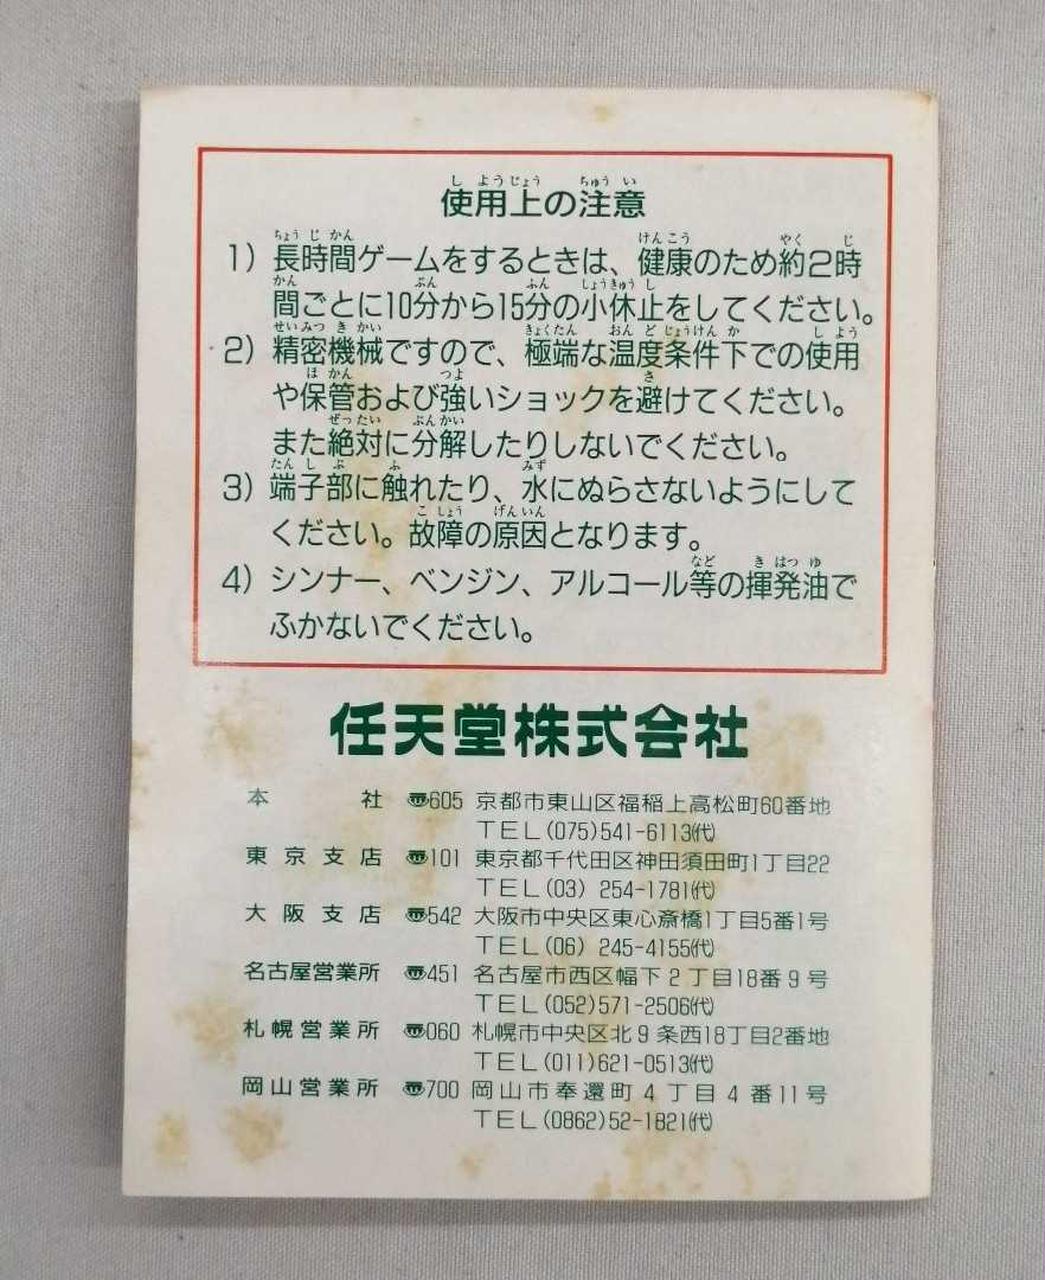 使用上の注意
1) 長時間ゲームをするときは、健康のため約2時
間ごとに10分から15分の小休止をしてください。
2) 精密機械ですので、極端な温度条件下での使用
や保管および強いショックを避けてください。
また絶対に分解したりしないでください。
3) 端子部に触れたり、水にぬらさないようにして
ください。故障の原因となります。
4) シンナー、ベンジン、アルコール等の揮発油で
ふかないでください。
任天堂株式会社
本社 〠605 京都市東山区福稲上高松町60番地
TEL(075)541-6113(代)
東京支店 〠101 東京都千代田区神田須田町1丁目22
TEL(03) 254-1781(代)
大阪支店 〠542 大阪市中央区東心斎橋1丁目5番1号
TEL(06) 245-4155(代)
名古屋営業所 〠451 名古屋市西区幅下2丁目18番9号
TEL(052)571-2506(代)
札幌営業所 〠060 札幌市中央区北9条西18丁目2番地
TEL(011)621-0513(代)
岡山営業所 〠700 岡山市奉還町4丁目4番11号
TEL(0862)52-1821(代)